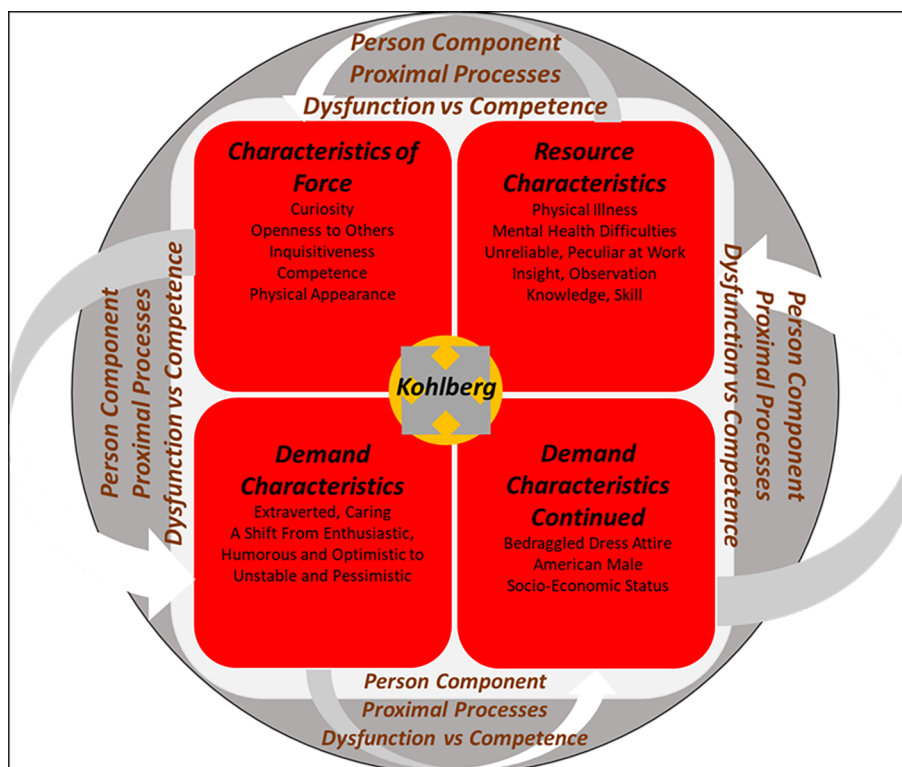 Person Component
Proximal Processes
Dysfunction vs Competence
Characteristics of
Force
Curiosity
Openness to Others
Inquisitiveness
Competence
Physical Appearance
Resource
Characteristics
Physical Illness
Mental Health Difficulties
Unreliable, Peculiar at Work
Insight, Observation
Knowledge, Skill
Person Component
Proximal Processes
Dysfunction vs Competence
Kohlberg
Person Component
Proximal Processes
Dysfunction vs Competence
Demand
Characteristics
Extraverted, Caring
A Shift From Enthusiastic,
Humorous and Optimistic to
Unstable and Pessimistic
Demand
Characteristics
Continued
Bedraggled Dress Attire
American Male
Socio-Economic Status
Person Component
Proximal Processes
Dysfunction vs Competence